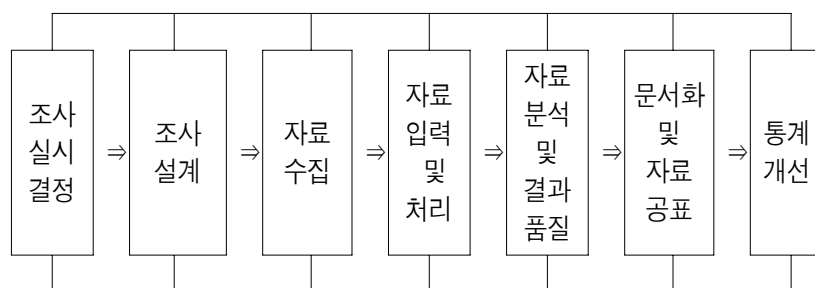 조사
실시
결정
⇒
조사
설계
⇒
자료
수집
⇒
자료
입력
및
처리
⇒
자료
분석
및
결과
품질
⇒
문서화
및
자료
공표
⇒
통계
개선